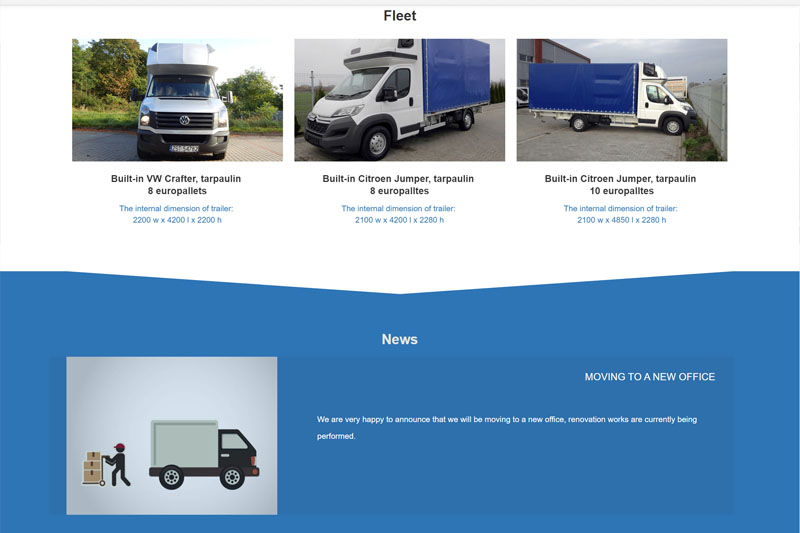 Fleet
Built-in VW Crafter, tarpaulin
8 europallets
The internal dimension of trailer:
2200 w x 4200 l x 2200 h
Built-in Citroen Jumper, tarpaulin
8 europalltes
The internal dimension of trailer:
2100 w x 4200 l x 2280 h
Built-in Citroen Jumper, tarpaulin
10 europalltes
The internal dimension of trailer:
2100 w x 4850 l x 2280 h
News
MOVING TO A NEW OFFICE
We are very happy to announce that we will be moving to a new office, renovation works are currently being
performed.